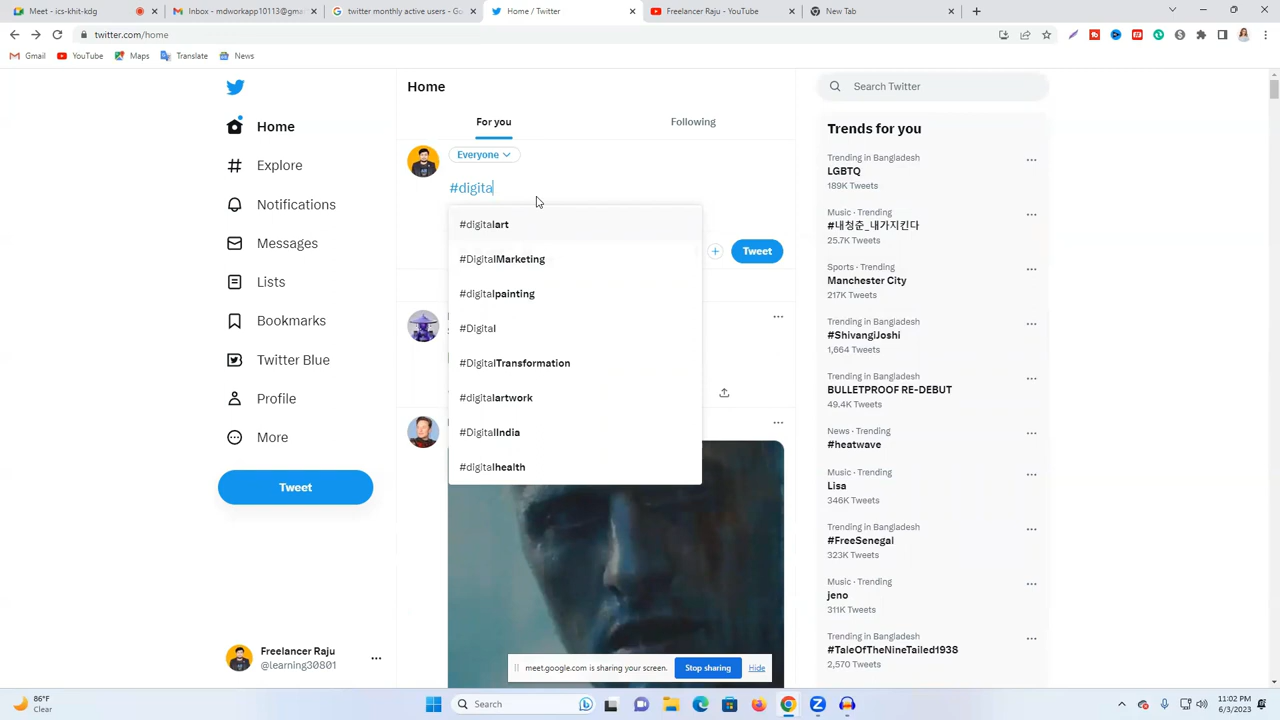 Meet - ics-khit-kdg
Inbox - mdworkapp10113@gma
twitter monthly active users - Go
Home / Twitter
Freelancer Raju - YouTube
New Tab
twitter.com/home
Gmail
YouTube
Maps
Translate
News
Home
For you
Following
Search Twitter
Home
Explore
Notifications
Messages
Lists
Bookmarks
Twitter Blue
Profile
More
Tweet
Freelancer Raju
@learning30801
Everyone
#digita
Tweet
#digitalart
#DigitalMarketing
#digitalpainting
#Digital
#DigitalTransformation
#digitalartwork
#DigitalIndia
#digitalhealth
Trends for you
Trending in Bangladesh
LGBTQ
189K Tweets
Music · Trending
#내청춘_내가지킨다
25.7K Tweets
Sports · Trending
Manchester City
217K Tweets
Trending in Bangladesh
#ShivangiJoshi
1,664 Tweets
Trending in Bangladesh
BULLETPROOF RE-DEBUT
49.4K Tweets
News · Trending
#heatwave
Music · Trending
Lisa
346K Tweets
Trending in Bangladesh
#FreeSenegal
323K Tweets
Music · Trending
jeno
311K Tweets
Trending in Bangladesh
#TaleOfTheNineTailed1938
2,570 Tweets
meet.google.com is sharing your screen.
Stop sharing
Hide
86°F
Clear
Search
11:02 PM
6/3/2023